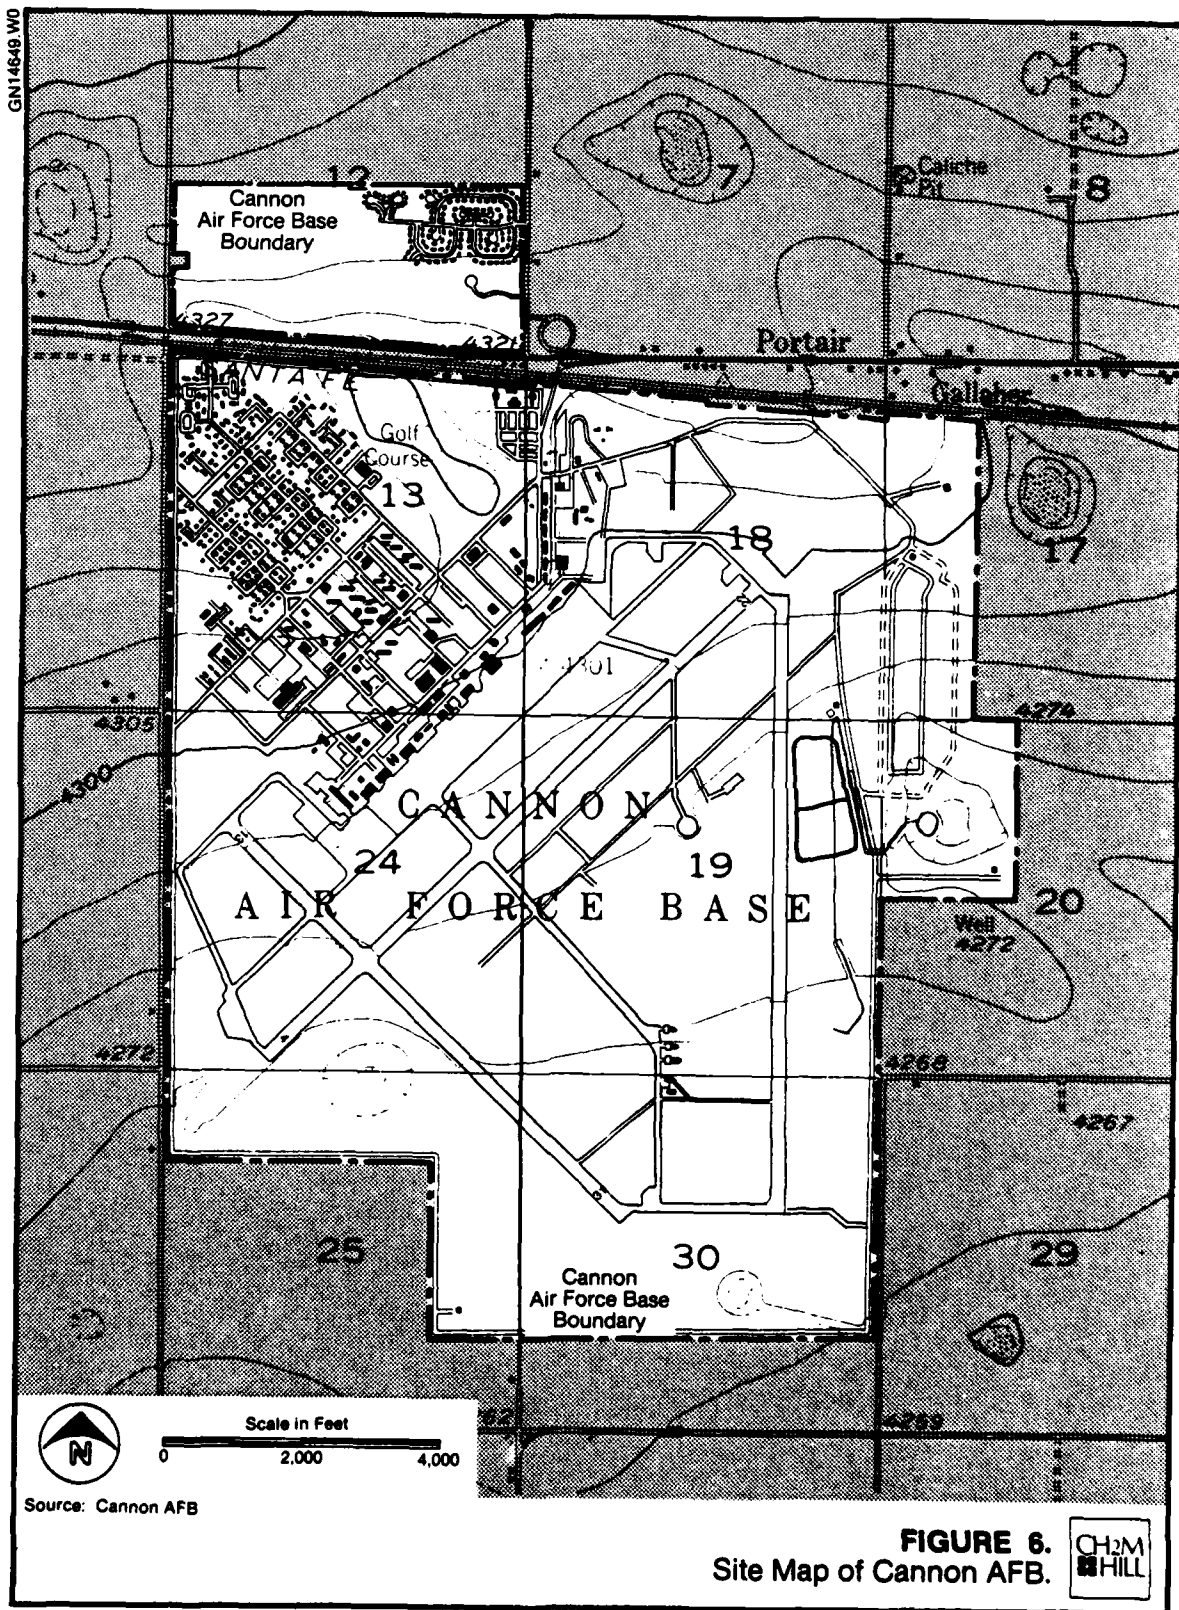 GN14649.W0
12
Cannon
Air Force Base
Boundary
7
Caliche
Pit
8
4327
4321
Portair
SANTA FE
Gallaher
Golf
Course
13
18
17
4301
4305
4274
4300
CANNON
24
19
AIR FORCE BASE
20
Well
4272
4272
4268
4267
25
30
29
Cannon
Air Force Base
Boundary
4259
N
Scale in Feet
0 2,000 4,000
Source: Cannon AFB
FIGURE 6.
Site Map of Cannon AFB.
CH2M
HILL